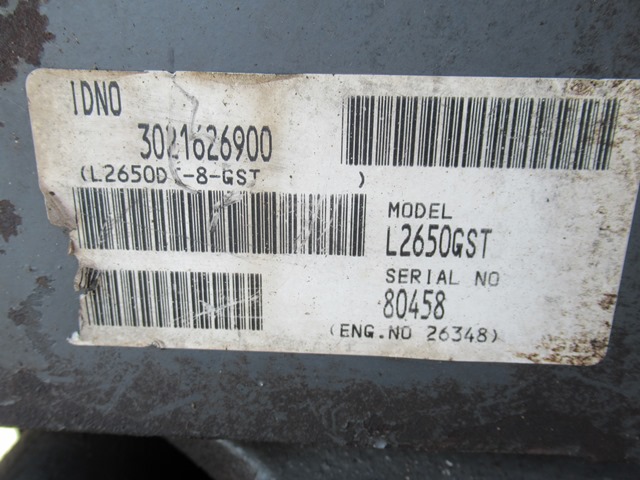 IDNO
3021626900
(L2650D -8-GST )
MODEL
L2650GST
SERIAL NO
80458
(ENG.NO 26348)